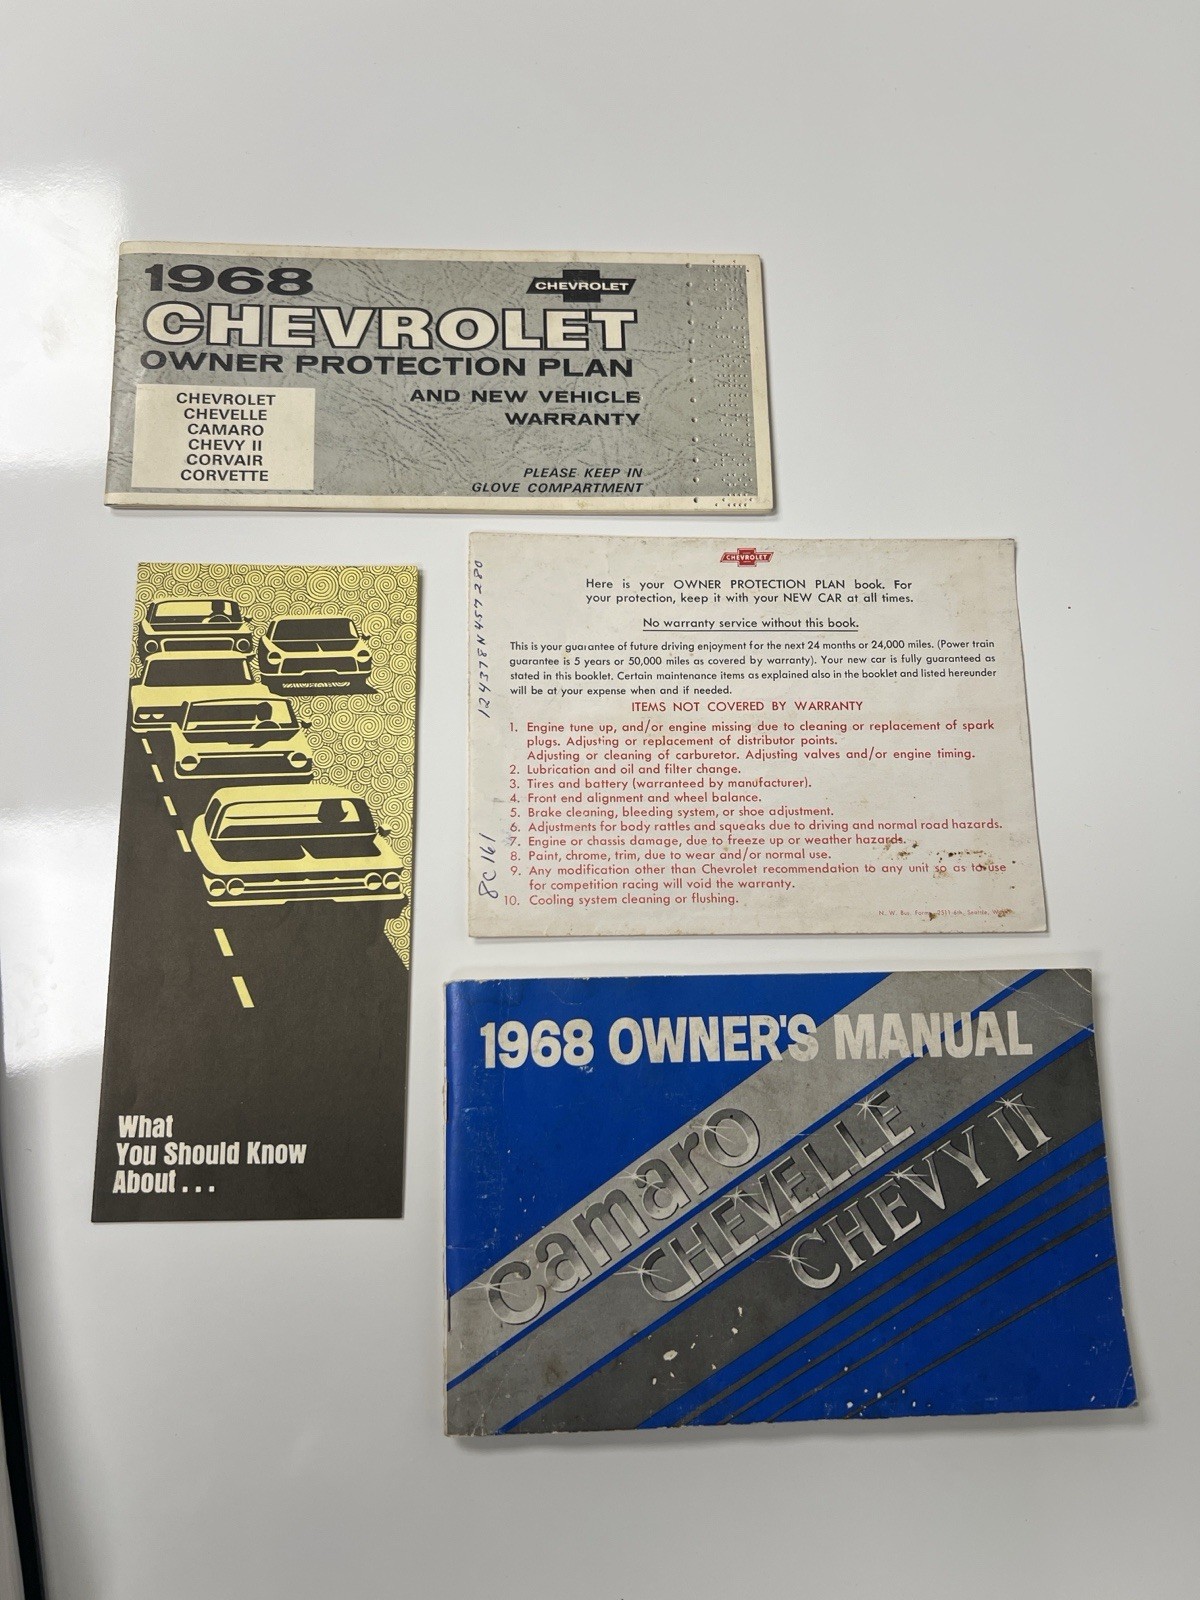 1968
CHEVROLET
CHEVROLET
OWNER PROTECTION PLAN
AND NEW VEHICLE
WARRANTY
CHEVROLET
CHEVELLE
CAMARO
CHEVY II
CORVAIR
CORVETTE
PLEASE KEEP IN
GLOVE COMPARTMENT
CHEVROLET
Here is your OWNER PROTECTION PLAN book. For
your protection, keep it with your NEW CAR at all times.
No warranty service without this book.
This is your guarantee of future driving enjoyment for the next 24 months or 24,000 miles. (Power train
guarantee is 5 years or 50,000 miles as covered by warranty). Your new car is fully guaranteed as
stated in this booklet. Certain maintenance items as explained also in the booklet and listed hereunder
will be at your expense when and if needed.
ITEMS NOT COVERED BY WARRANTY
1. Engine tune up, and/or engine missing due to cleaning or replacement of spark
plugs. Adjusting or replacement of distributor points.
Adjusting or cleaning of carburetor. Adjusting valves and/or engine timing.
2. Lubrication and oil and filter change.
3. Tires and battery (warranteed by manufacturer).
4. Front end alignment and wheel balance.
5. Brake cleaning, bleeding system, or shoe adjustment.
6. Adjustments for body rattles and squeaks due to driving and normal road hazards.
7. Engine or chassis damage, due to freeze up or weather hazards.
8. Paint, chrome, trim, due to wear and/or normal use.
9. Any modification other than Chevrolet recommendation to any unit so as to use
for competition racing will void the warranty.
10. Cooling system cleaning or flushing.
N. W. Bus. Forms, 2511 6th, Seattle,
124378N457280
8C161
What
You Should Know
About...
1968 OWNER'S MANUAL
Camaro
CHEVELLE
CHEVY II